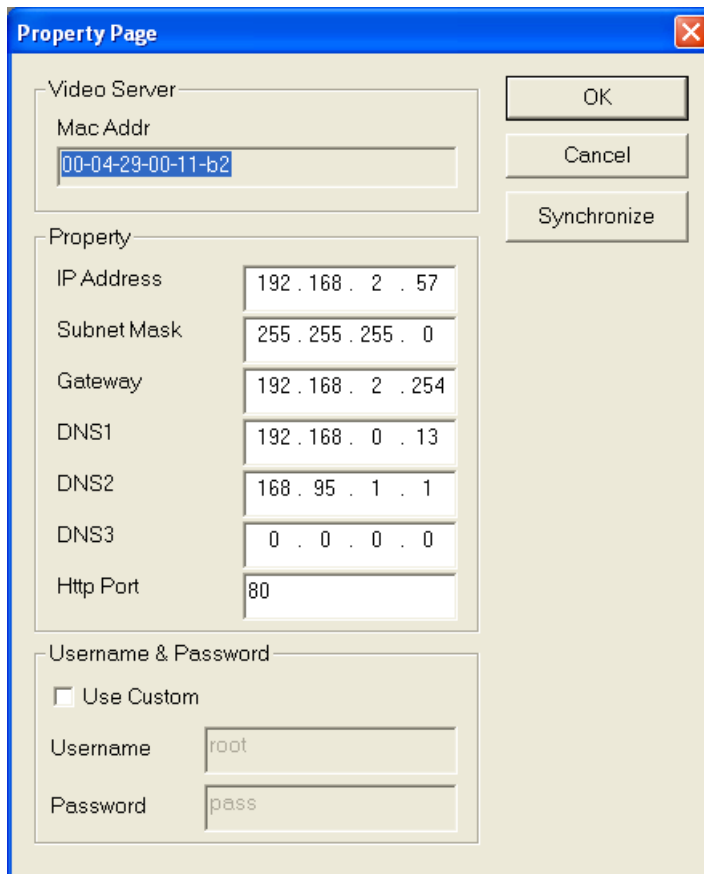 Property Page
Video Server
OK
Mac Addr
00-04-29-00-11-b2
Cancel
Synchronize
Property
IP Address 192 . 168 . 2 . 57
Subnet Mask 255 . 255 . 255 . 0
Gateway 192 . 168 . 2 . 254
DNS1 192 . 168 . 0 . 13
DNS2 168 . 95 . 1 . 1
DNS3 0 . 0 . 0 . 0
Http Port 80
Username & Password
Use Custom
Username root
Password pass